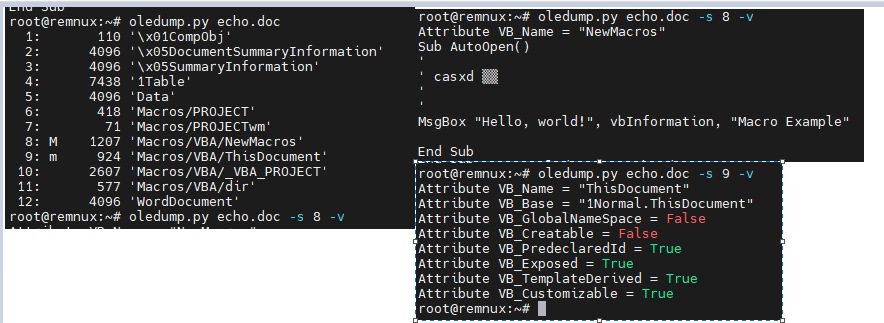 End Sub
root@remnux:~# oledump.py echo.doc
  1:       110 '\x01CompObj'
  2:      4096 '\x05DocumentSummaryInformation'
  3:      4096 '\x05SummaryInformation'
  4:      7438 '1Table'
  5:      4096 'Data'
  6:       418 'Macros/PROJECT'
  7:        71 'Macros/PROJECTwm'
  8: M    1207 'Macros/VBA/NewMacros'
  9: m     924 'Macros/VBA/ThisDocument'
 10:      2607 'Macros/VBA/_VBA_PROJECT'
 11:       577 'Macros/VBA/dir'
 12:      4096 'WordDocument'
root@remnux:~# oledump.py echo.doc -s 8 -v
root@remnux:~# oledump.py echo.doc -s 8 -v
Attribute VB_Name = "NewMacros"
Sub AutoOpen()
'
' casxd ▒▒
'
'
MsgBox "Hello, world!", vbInformation, "Macro Example"
End Sub
root@remnux:~# oledump.py echo.doc -s 9 -v
Attribute VB_Name = "ThisDocument"
Attribute VB_Base = "1Normal.ThisDocument"
Attribute VB_GlobalNameSpace = False
Attribute VB_Creatable = False
Attribute VB_PredeclaredId = True
Attribute VB_Exposed = True
Attribute VB_TemplateDerived = True
Attribute VB_Customizable = True
root@remnux:~#